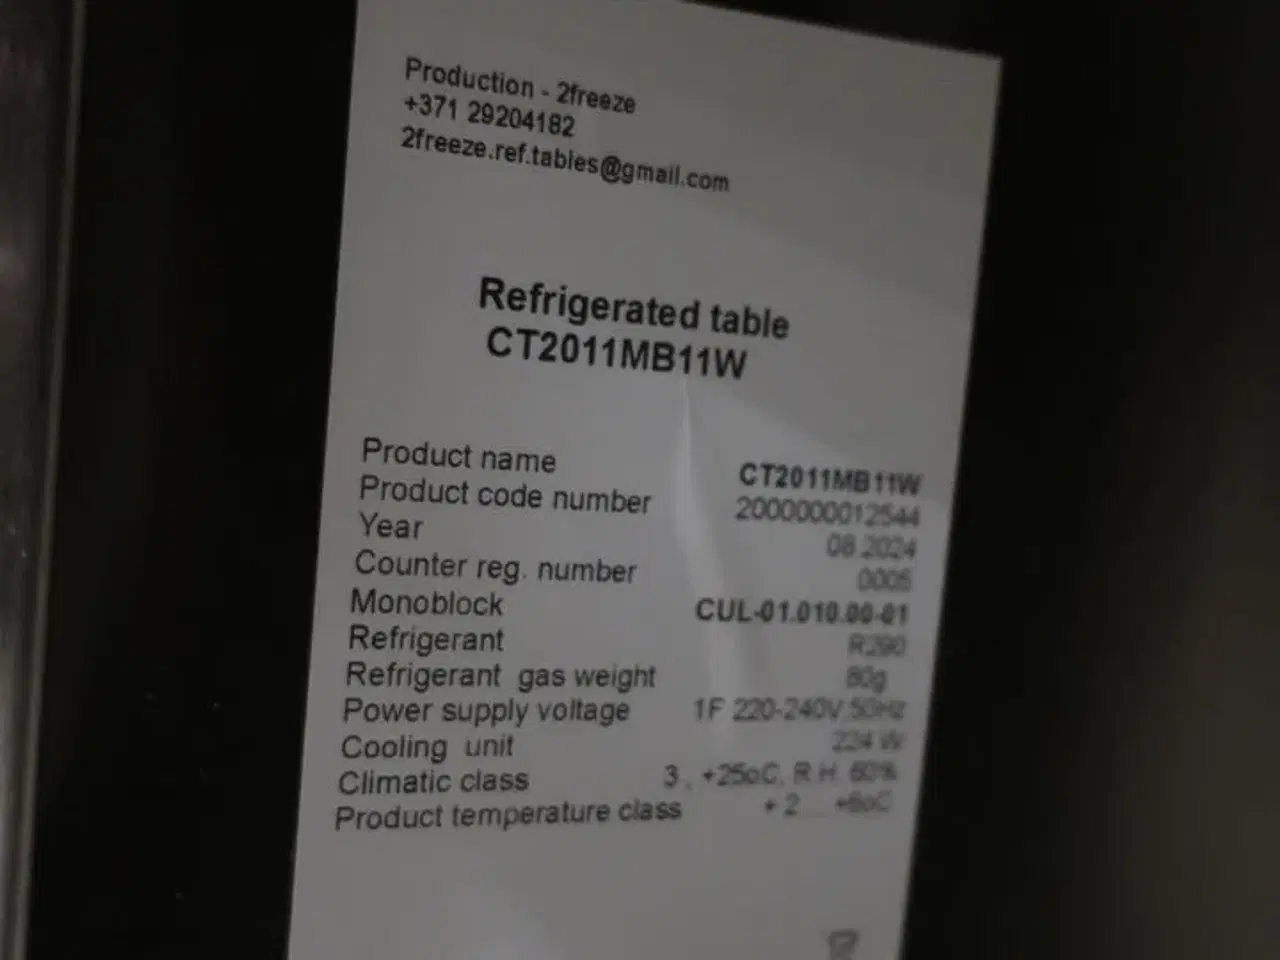 Production - 2freeze
+371 29204182
2freeze.ref.tables@gmail.com
Refrigerated table
CT2011MB11W
Product name CT2011MB11W
Product code number 2000000012544
Year 08.2024
Counter reg. number 0005
Monoblock CUL-01.010.00-01
Refrigerant R290
Refrigerant gas weight 80g
Power supply voltage 1F 220-240V,50Hz
Cooling unit 224 W
Climatic class 3 , +25oC, R.H. 60%
Product temperature class + 2 ... +8oC